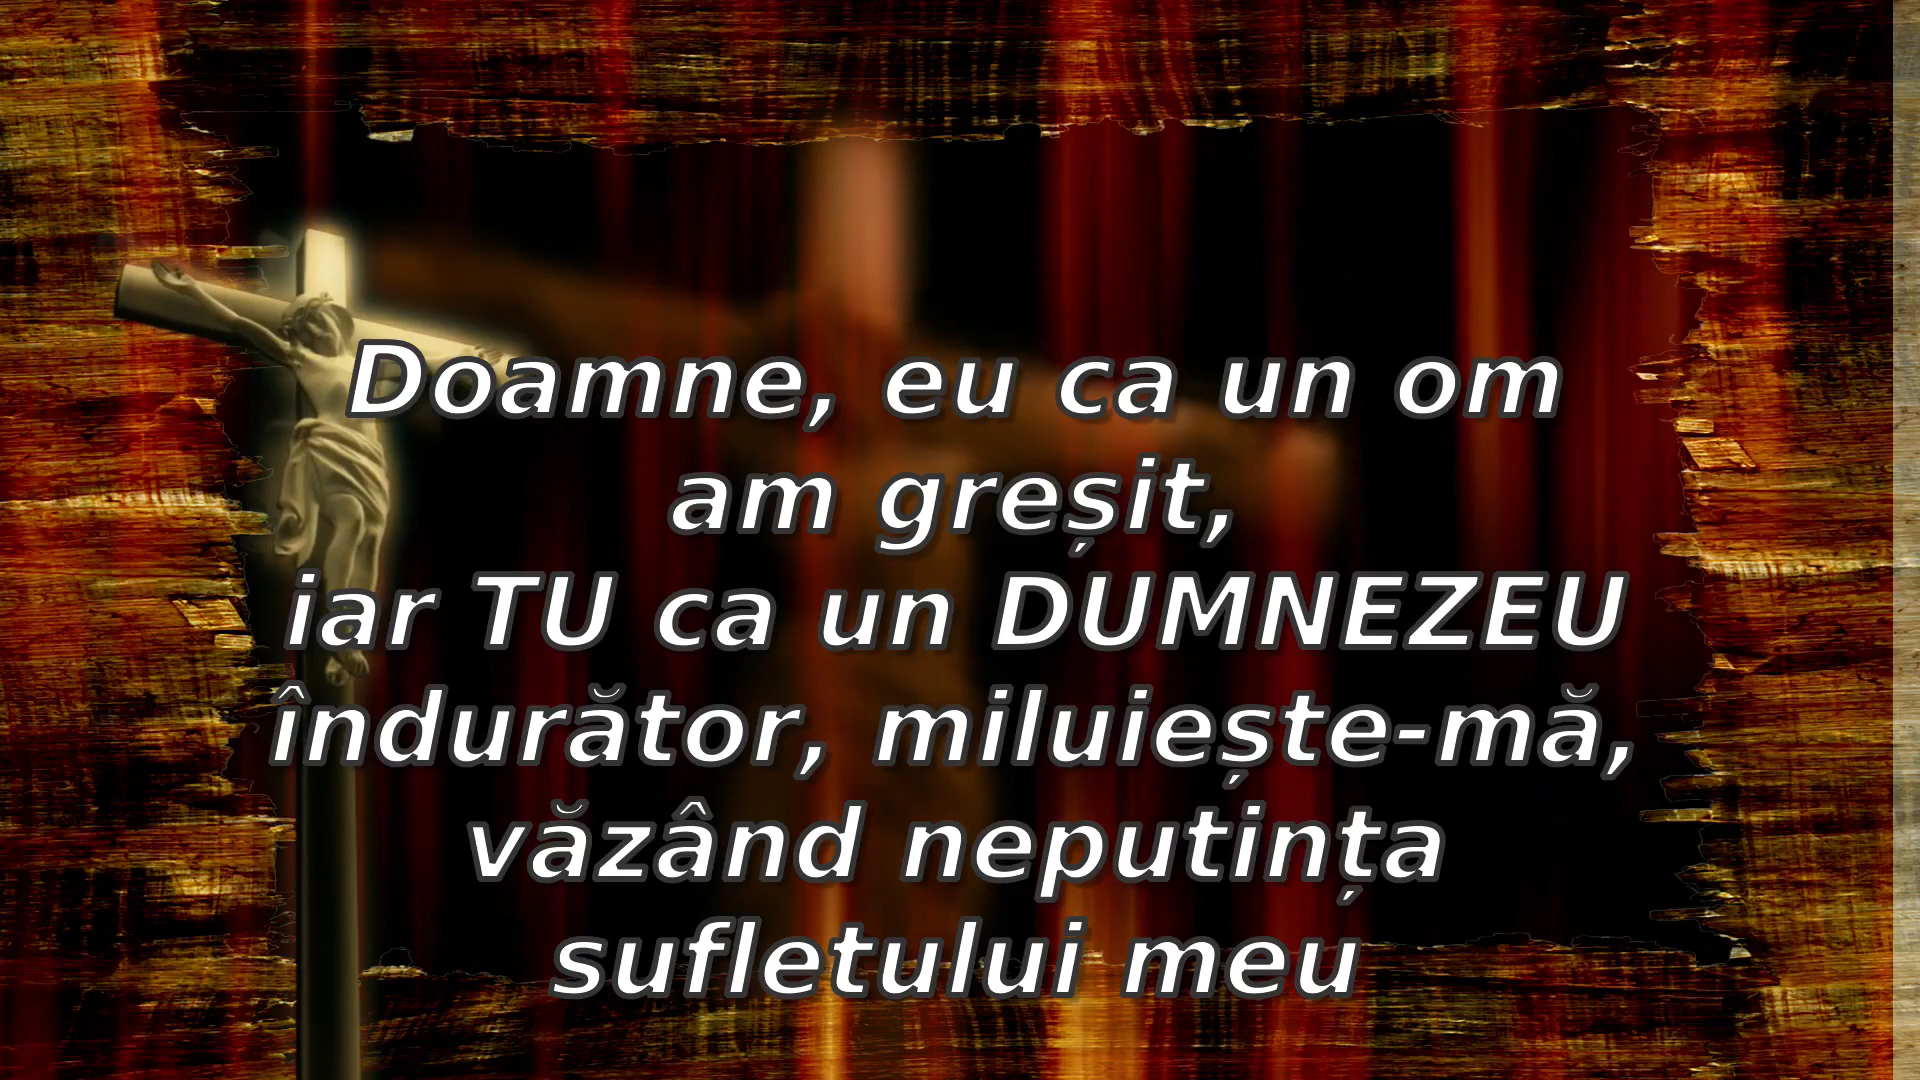 Doamne, eu ca un om
am greșit,
iar TU ca un DUMNEZEU
îndurător, miluiește-mă,
văzând neputința
sufletului meu